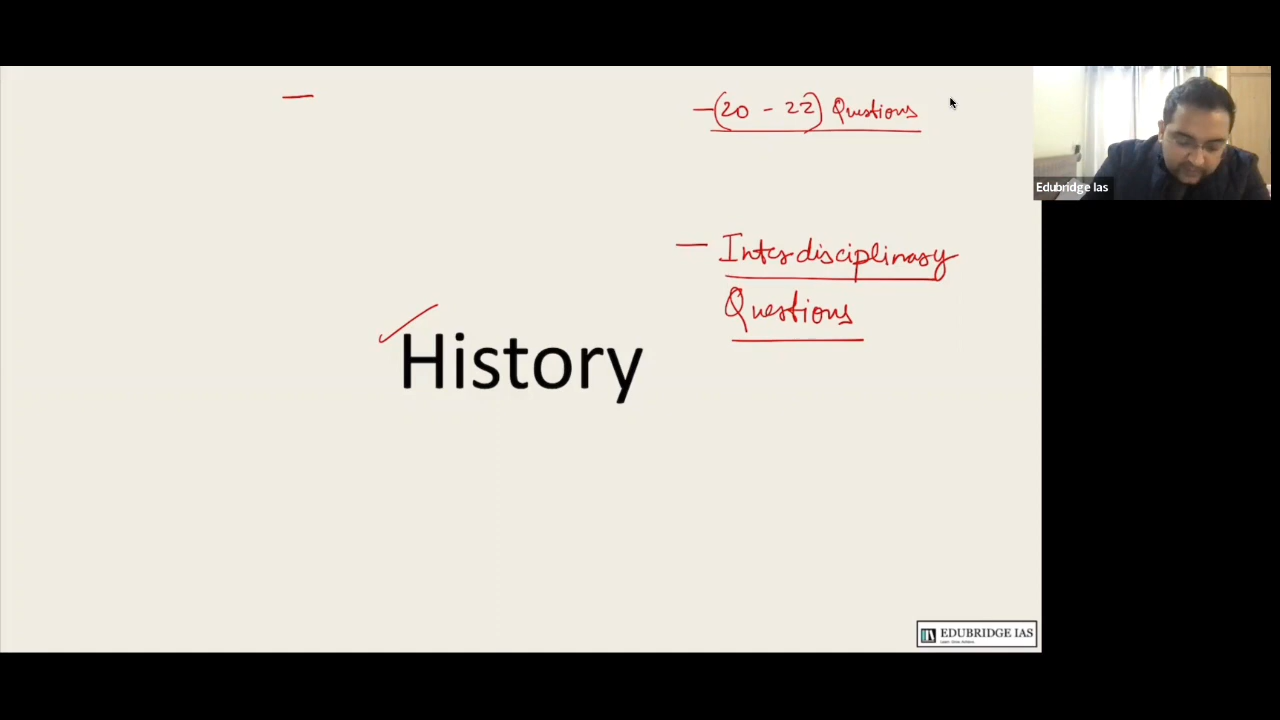 — (20 - 22) Questions
Edubridge Ias
— Interdisciplinary
Questions
History
EDUBRIDGE IAS